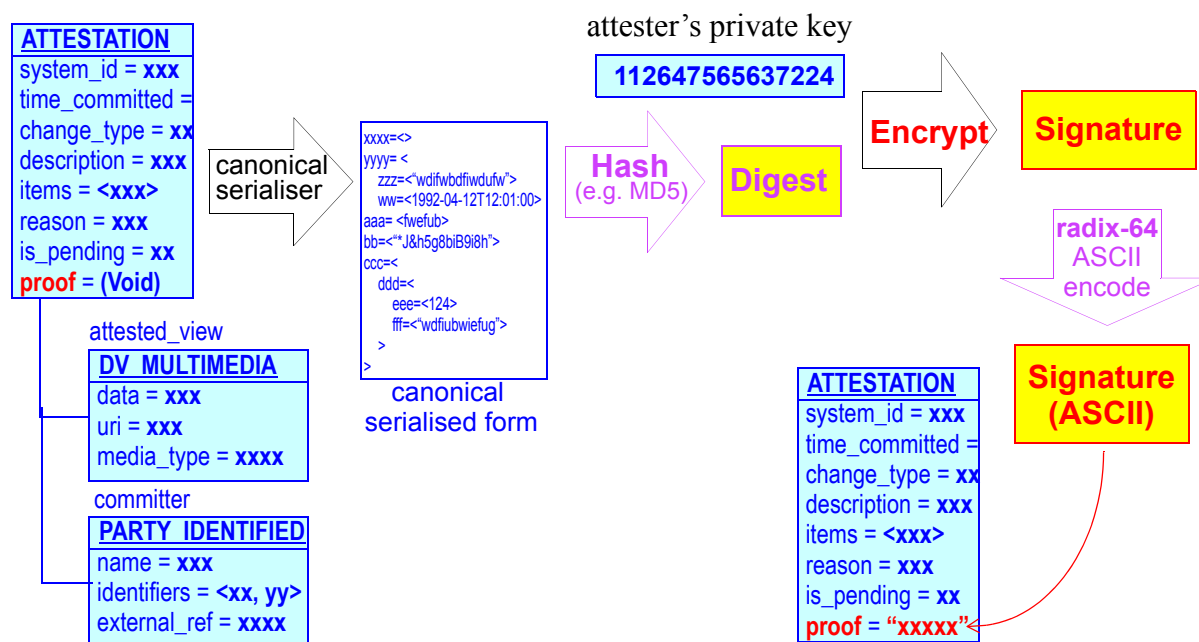 ATTESTATION
system_id = xxx
time_committed =
change_type = xx
description = xxx
items = <xxx>
reason = xxx
is_pending = xx
proof = (Void)
attested_view
DV_MULTIMEDIA
data = xxx
uri = xxx
media_type = xxxx
committer
PARTY_IDENTIFIED
name = xxx
identifiers = <xx, yy>
external_ref = xxxx
canonical
serialiser
xxxx=<>
yyyy= <
zzz=<“wdifwbdfiwdufw”>
ww=<1992-04-12T12:01:00>
aaa= <fwefub>
bb=<“*J&h5g8biB9i8h”>
ccc=<
ddd=<
eee=<124>
fff=<“wdfiubwiefug”>
>
>
canonical
serialised form
attester’s private key
112647565637224
Hash
(e.g. MD5)
Digest
Encrypt
Signature
radix-64
ASCII
encode
Signature
(ASCII)
ATTESTATION
system_id = xxx
time_committed =
change_type = xx
description = xxx
items = <xxx>
reason = xxx
is_pending = xx
proof = “xxxxx”